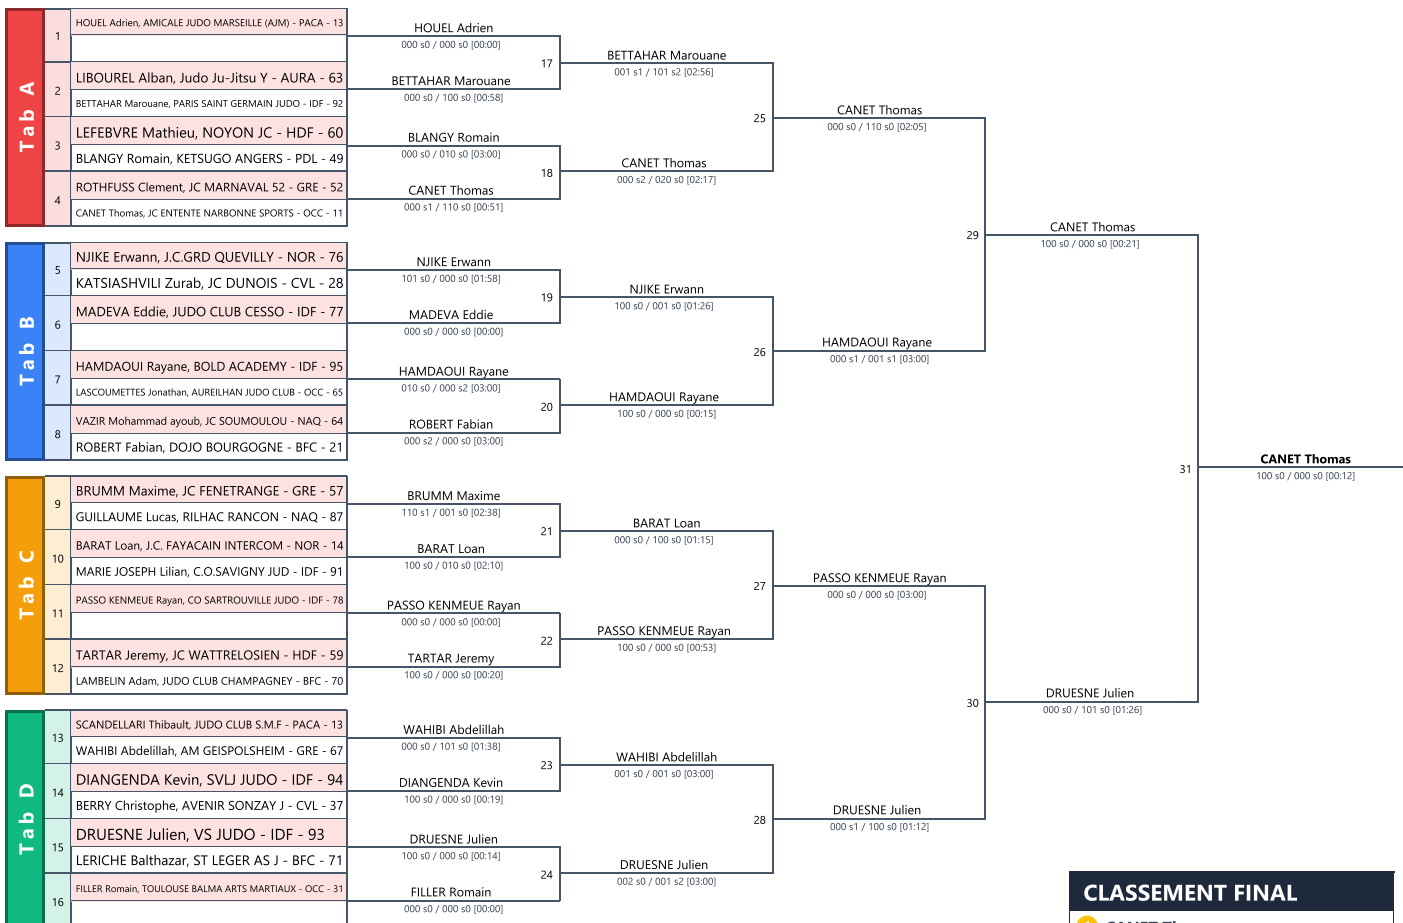 Tab A
1
HOUEL Adrien, AMICALE JUDO MARSEILLE (AJM) - PACA - 13
2
LIBOUREL Alban, Judo Ju-Jitsu Y - AURA - 63
BETTAHAR Marouane, PARIS SAINT GERMAIN JUDO - IDF - 92
3
LEFEBVRE Mathieu, NOYON JC - HDF - 60
BLANGY Romain, KETSUGO ANGERS - PDL - 49
4
ROTHFUSS Clement, JC MARNAVAL 52 - GRE - 52
CANET Thomas, JC ENTENTE NARBONNE SPORTS - OCC - 11
Tab B
5
NJIKE Erwann, J.C.GRD QUEVILLY - NOR - 76
KATSIASHVILI Zurab, JC DUNOIS - CVL - 28
6
MADEVA Eddie, JUDO CLUB CESSO - IDF - 77
7
HAMDAOUI Rayane, BOLD ACADEMY - IDF - 95
LASCOUMETTES Jonathan, AUREILHAN JUDO CLUB - OCC - 65
8
VAZIR Mohammad ayoub, JC SOUMOULOU - NAQ - 64
ROBERT Fabian, DOJO BOURGOGNE - BFC - 21
Tab C
9
BRUMM Maxime, JC FENETRANGE - GRE - 57
GUILLAUME Lucas, RILHAC RANCON - NAQ - 87
10
BARAT Loan, J.C. FAYACAIN INTERCOM - NOR - 14
MARIE JOSEPH Lilian, C.O.SAVIGNY JUD - IDF - 91
11
PASSO KENMEUE Rayan, CO SARTROUVILLE JUDO - IDF - 78
12
TARTAR Jeremy, JC WATTRELOSIEN - HDF - 59
LAMBELIN Adam, JUDO CLUB CHAMPAGNEY - BFC - 70
Tab D
13
SCANDELLARI Thibault, JUDO CLUB S.M.F - PACA - 13
WAHIBI Abdelillah, AM GEISPOLSHEIM - GRE - 67
14
DIANGENDA Kevin, SVLJ JUDO - IDF - 94
BERRY Christophe, AVENIR SONZAY J - CVL - 37
15
DRUESNE Julien, VS JUDO - IDF - 93
LERICHE Balthazar, ST LEGER AS J - BFC - 71
16
FILLER Romain, TOULOUSE BALMA ARTS MARTIAUX - OCC - 31
HOUEL Adrien
000 s0 / 000 s0 [00:00]
17
BETTAHAR Marouane
000 s0 / 100 s0 [00:58]
BLANGY Romain
000 s0 / 010 s0 [03:00]
18
CANET Thomas
000 s1 / 110 s0 [00:51]
NJIKE Erwann
101 s0 / 000 s0 [01:58]
19
MADEVA Eddie
000 s0 / 000 s0 [00:00]
HAMDAOUI Rayane
010 s0 / 000 s2 [03:00]
20
ROBERT Fabian
000 s2 / 000 s0 [03:00]
BRUMM Maxime
110 s1 / 001 s0 [02:38]
21
BARAT Loan
100 s0 / 010 s0 [02:10]
PASSO KENMEUE Rayan
000 s0 / 000 s0 [00:00]
22
TARTAR Jeremy
100 s0 / 000 s0 [00:20]
WAHIBI Abdelillah
000 s0 / 101 s0 [01:38]
23
DIANGENDA Kevin
100 s0 / 000 s0 [00:19]
DRUESNE Julien
100 s0 / 000 s0 [00:14]
24
FILLER Romain
000 s0 / 000 s0 [00:00]
BETTAHAR Marouane
001 s1 / 101 s2 [02:56]
25
CANET Thomas
000 s2 / 020 s0 [02:17]
NJIKE Erwann
100 s0 / 001 s0 [01:26]
26
HAMDAOUI Rayane
100 s0 / 000 s0 [00:15]
BARAT Loan
000 s0 / 100 s0 [01:15]
27
PASSO KENMEUE Rayan
100 s0 / 000 s0 [00:53]
WAHIBI Abdelillah
001 s0 / 001 s0 [03:00]
28
DRUESNE Julien
002 s0 / 001 s2 [03:00]
CANET Thomas
000 s0 / 110 s0 [02:05]
29
HAMDAOUI Rayane
000 s1 / 001 s1 [03:00]
PASSO KENMEUE Rayan
000 s0 / 000 s0 [03:00]
30
DRUESNE Julien
000 s1 / 100 s0 [01:12]
CANET Thomas
100 s0 / 000 s0 [00:21]
31
DRUESNE Julien
000 s0 / 101 s0 [01:26]
CANET Thomas
100 s0 / 000 s0 [00:12]
CLASSEMENT FINAL